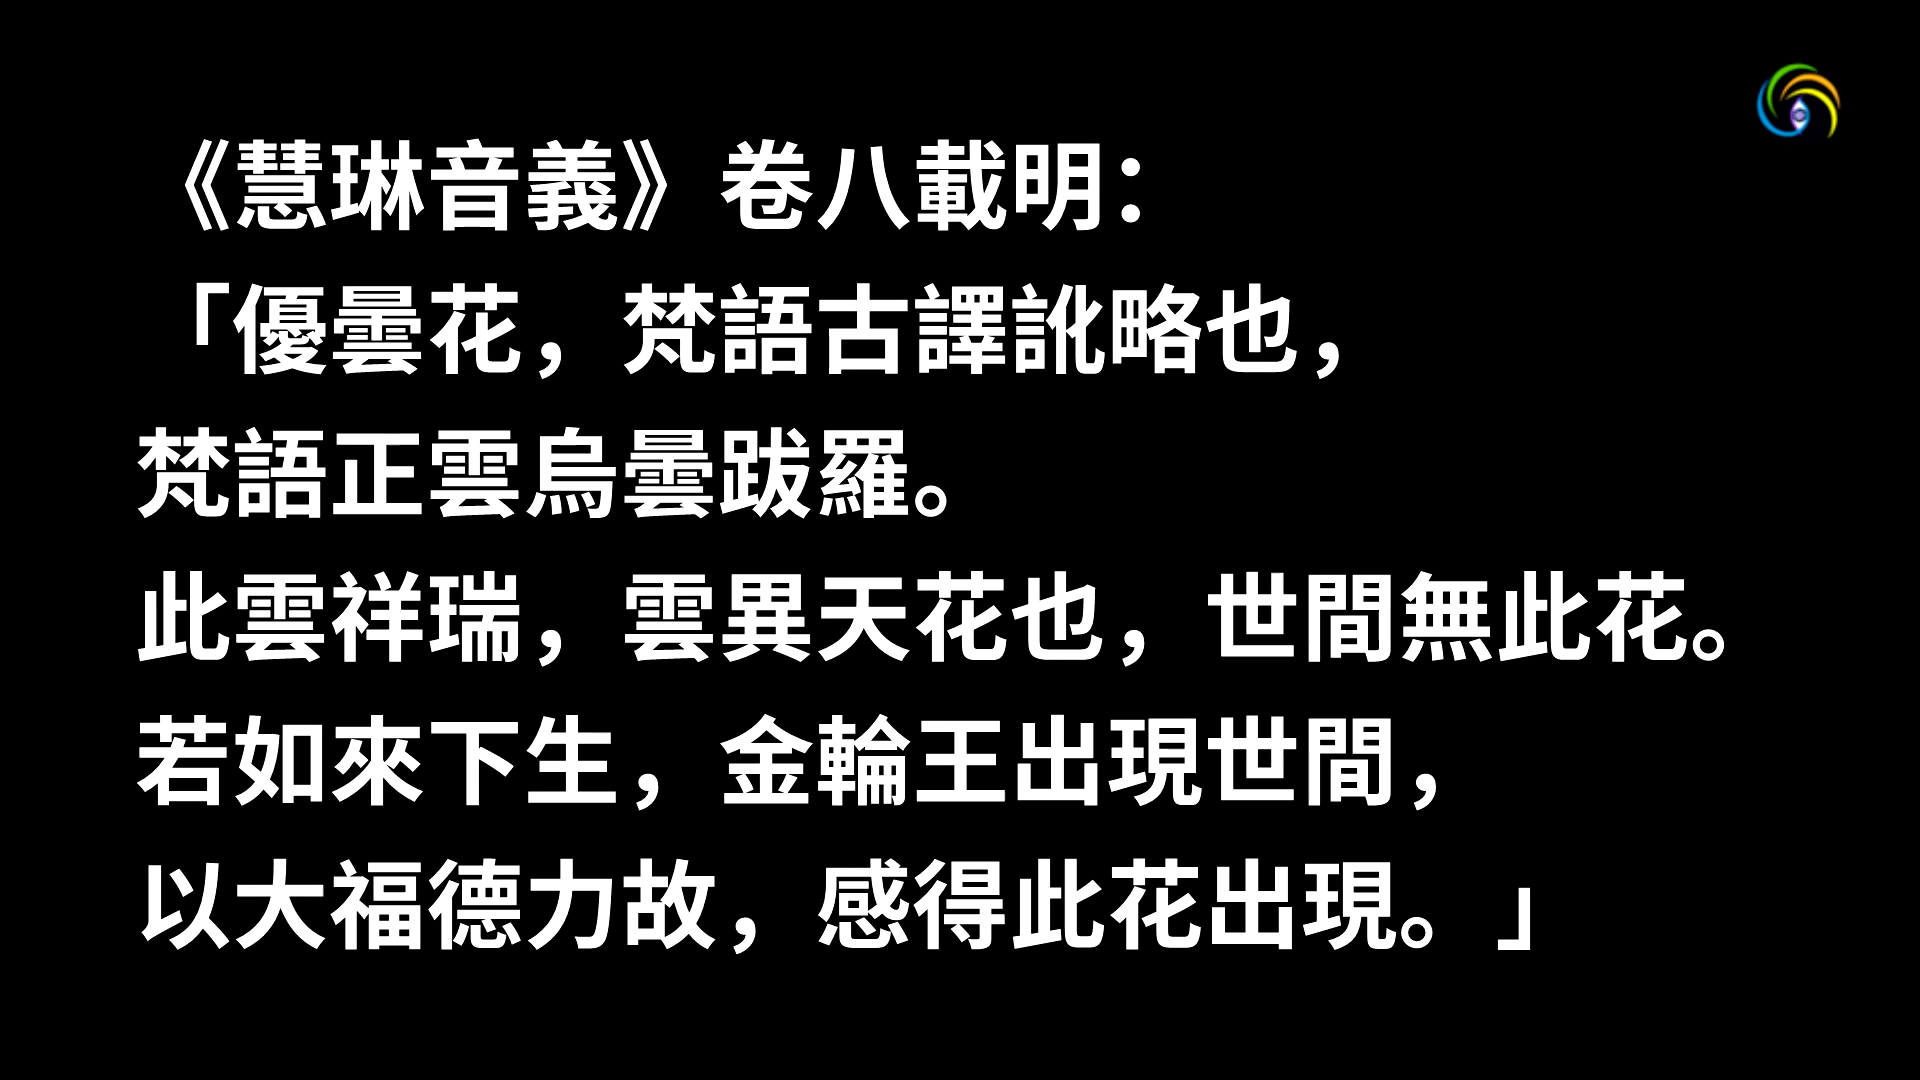 《慧琳音義》卷八載明：
「優曇花，梵語古譯訛略也，
梵語正雲烏曇跋羅。
此雲祥瑞，雲異天花也，世間無此花。
若如來下生，金輪王出現世間，
以大福德力故，感得此花出現。」